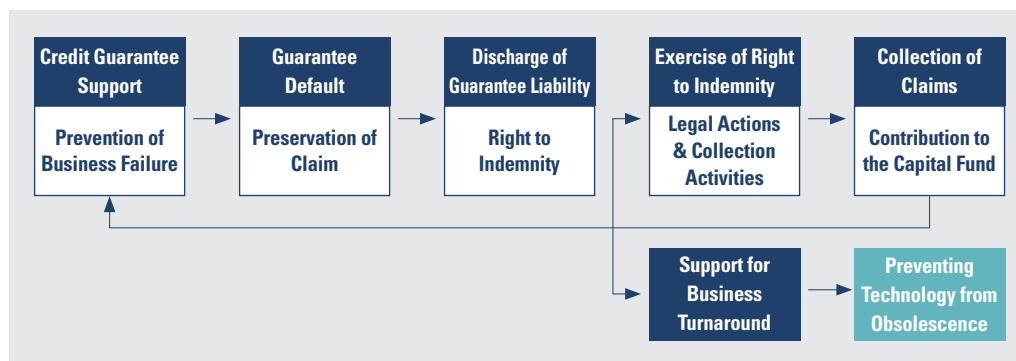 Credit Guarantee
Support
Prevention of
Business Failure
Guarantee
Default
Preservation of
Claim
Discharge of
Guarantee Liability
Right to
Indemnity
Exercise of Right
to Indemnity
Legal Actions
& Collection
Activities
Collection of
Claims
Contribution to
the Capital Fund
Support for
Business
Turnaround
Preventing
Technology from
Obsolescence